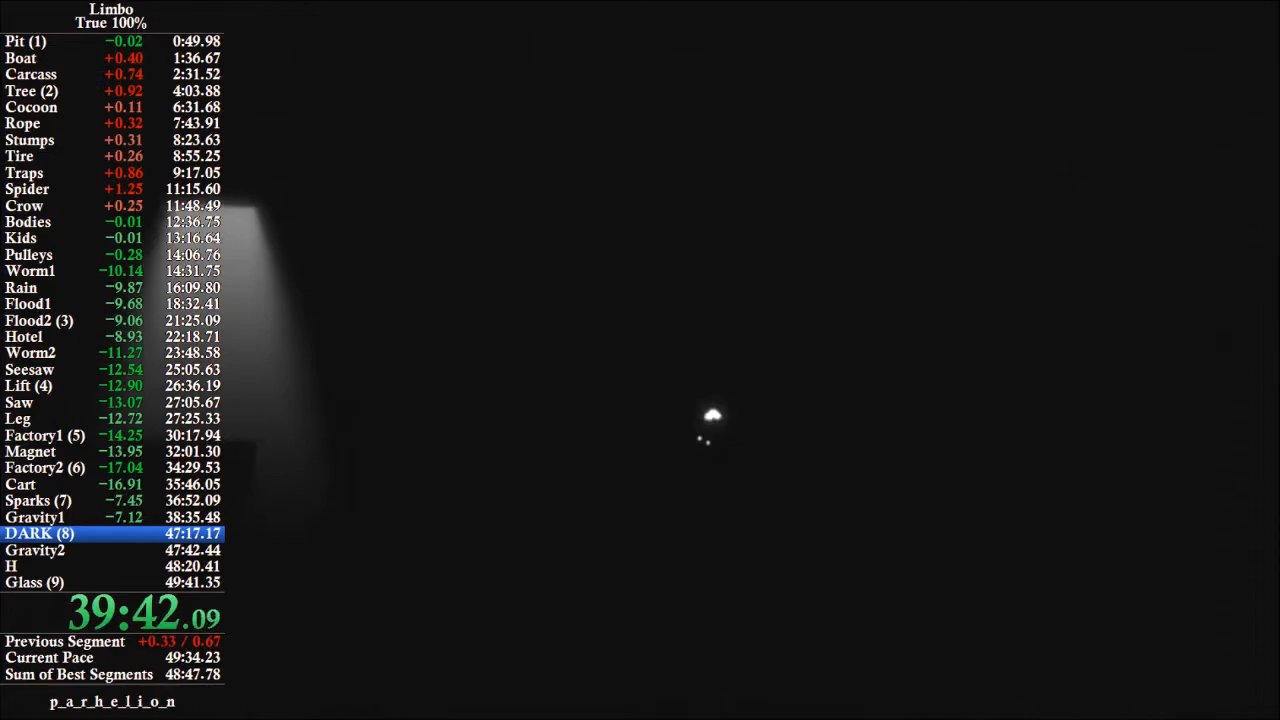 Limbo
True 100%
Pit (1) −0.02 0:49.98
Boat +0.40 1:36.67
Carcass +0.74 2:31.52
Tree (2) +0.92 4:03.88
Cocoon +0.11 6:31.68
Rope +0.32 7:43.91
Stumps +0.31 8:23.63
Tire +0.26 8:55.25
Traps +0.86 9:17.05
Spider +1.25 11:15.60
Crow +0.25 11:48.49
Bodies −0.01 12:36.75
Kids −0.01 13:16.64
Pulleys −0.28 14:06.76
Worm1 −10.14 14:31.75
Rain −9.87 16:09.80
Flood1 −9.68 18:32.41
Flood2 (3) −9.06 21:25.09
Hotel −8.93 22:18.71
Worm2 −11.27 23:48.58
Seesaw −12.54 25:05.63
Lift (4) −12.90 26:36.19
Saw −13.07 27:05.67
Leg −12.72 27:25.33
Factory1 (5) −14.25 30:17.94
Magnet −13.95 32:01.30
Factory2 (6) −17.04 34:29.53
Cart −16.91 35:46.05
Sparks (7) −7.45 36:52.09
Gravity1 −7.12 38:35.48
DARK (8) 47:17.17
Gravity2 47:42.44
H 48:20.41
Glass (9) 49:41.35
39:42.09
Previous Segment +0.33 / 0.67
Current Pace 49:34.23
Sum of Best Segments 48:47.78
p_a_r_h_e_l_i_o_n